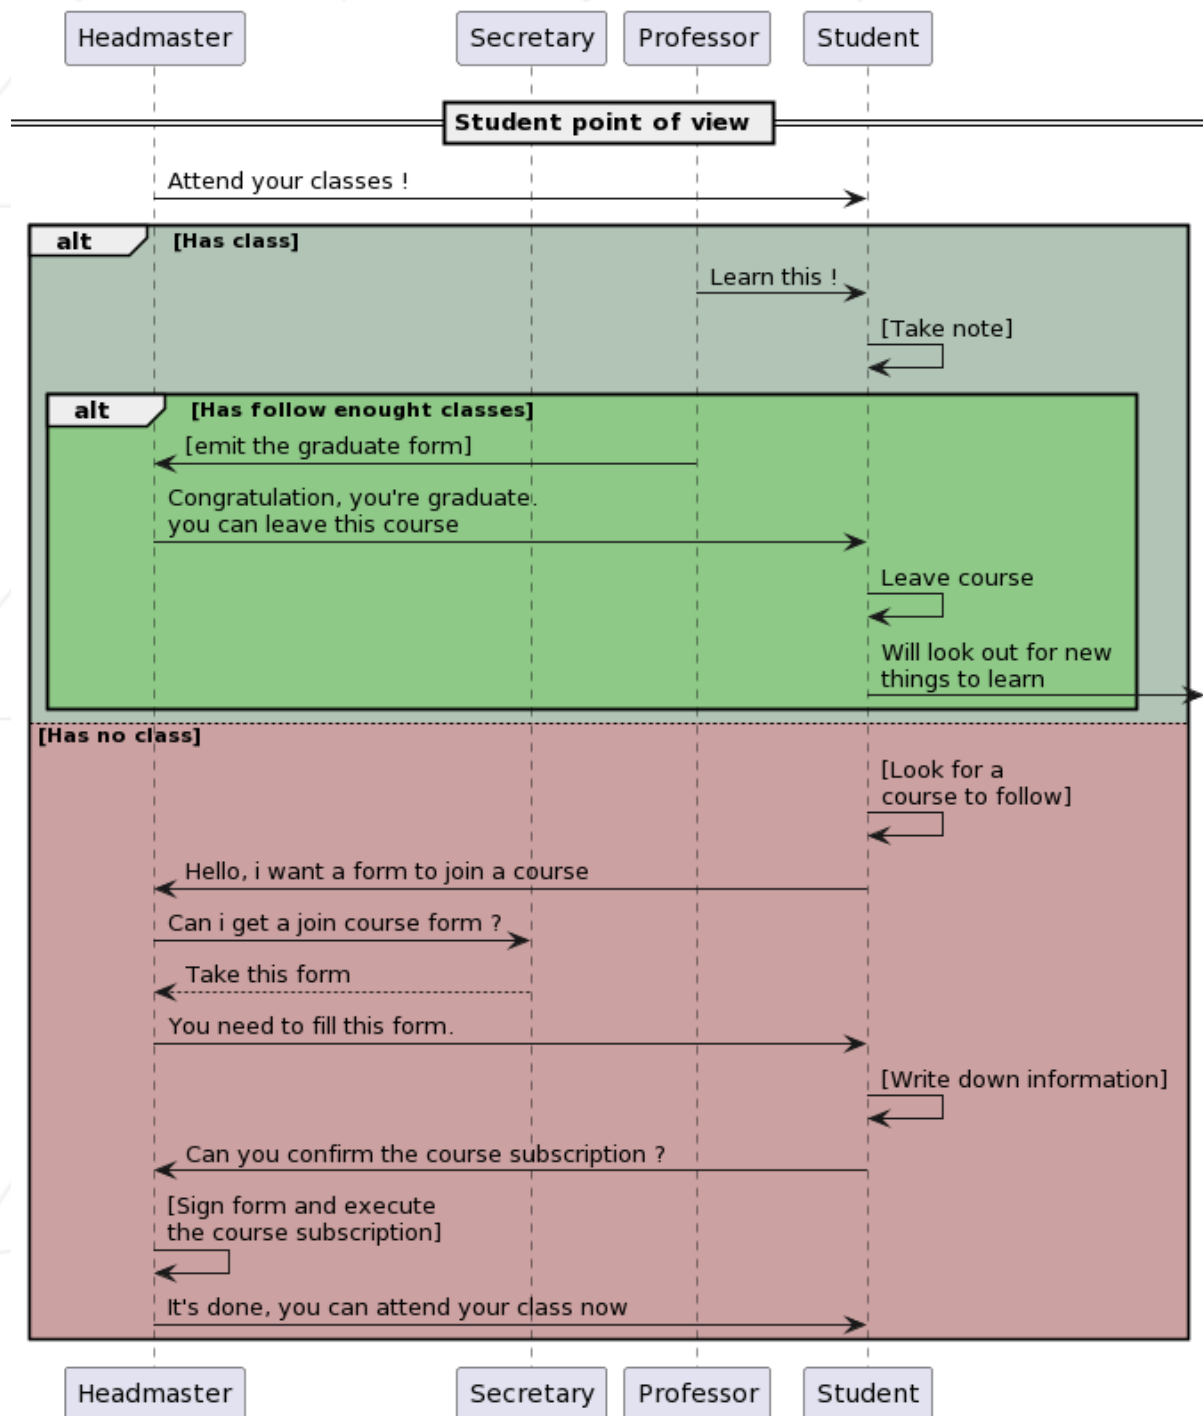 Headmaster Secretary Professor Student
Student point of view
Attend your classes !
alt [Has class]
Learn this !
[Take note]
alt [Has follow enought classes]
[emit the graduate form]
Congratulation, you're graduate.
you can leave this course
Leave course
Will look out for new
things to learn
[Has no class]
[Look for a
course to follow]
Hello, i want a form to join a course
Can i get a join course form ?
Take this form
You need to fill this form.
[Write down information]
Can you confirm the course subscription ?
[Sign form and execute
the course subscription]
It's done, you can attend your class now
Headmaster Secretary Professor Student